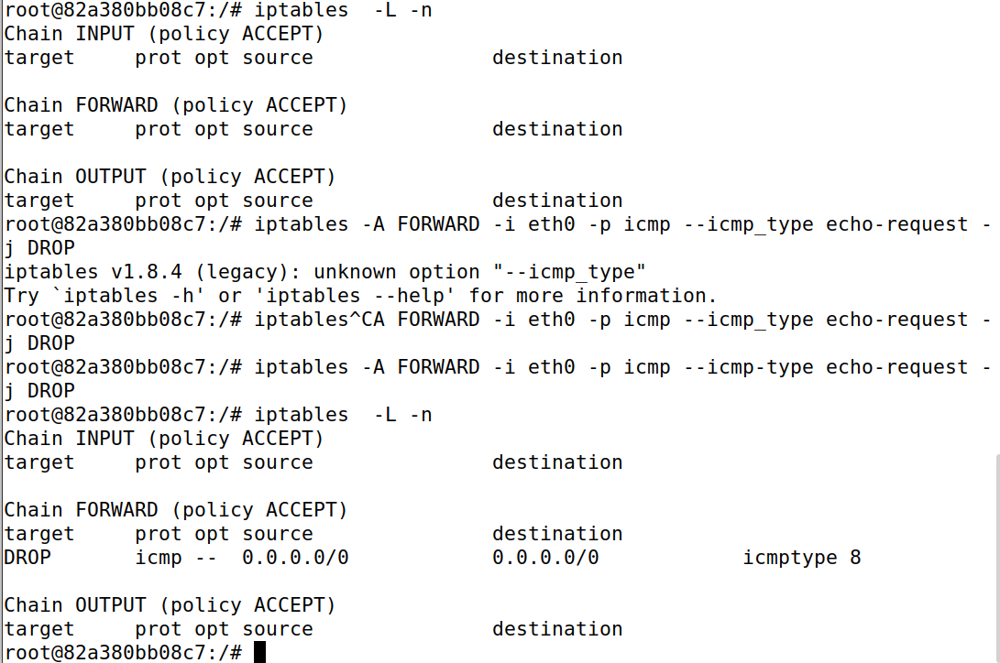 root@82a380bb08c7:/# iptables  -L -n
Chain INPUT (policy ACCEPT)
target     prot opt source               destination
Chain FORWARD (policy ACCEPT)
target     prot opt source               destination
Chain OUTPUT (policy ACCEPT)
target     prot opt source               destination
root@82a380bb08c7:/# iptables -A FORWARD -i eth0 -p icmp --icmp_type echo-request -
j DROP
iptables v1.8.4 (legacy): unknown option "--icmp_type"
Try `iptables -h' or 'iptables --help' for more information.
root@82a380bb08c7:/# iptables^CA FORWARD -i eth0 -p icmp --icmp_type echo-request -
j DROP
root@82a380bb08c7:/# iptables -A FORWARD -i eth0 -p icmp --icmp-type echo-request -
j DROP
root@82a380bb08c7:/# iptables  -L -n
Chain INPUT (policy ACCEPT)
target     prot opt source               destination
Chain FORWARD (policy ACCEPT)
target     prot opt source               destination
DROP       icmp --  0.0.0.0/0            0.0.0.0/0            icmptype 8
Chain OUTPUT (policy ACCEPT)
target     prot opt source               destination
root@82a380bb08c7:/#